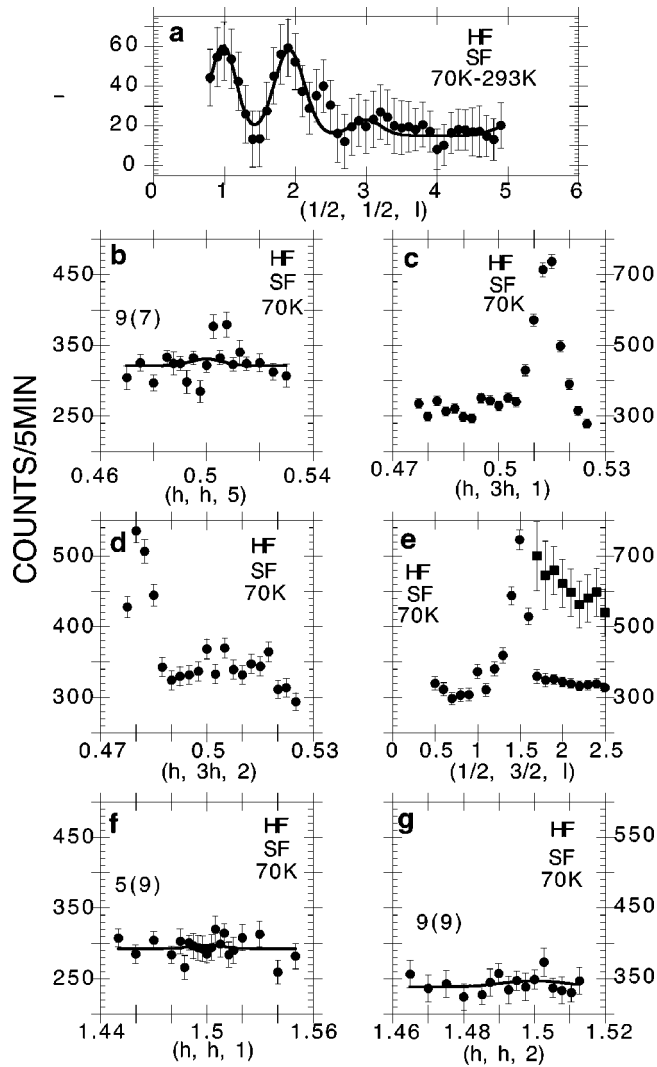 a
HF
SF
70K-293K
60
40
20
0
0 1 2 3 4 5 6
(1/2, 1/2, l)
COUNTS/5MIN
b
HF
SF
70K
9(7)
450
350
250
0.46 0.5 0.54
(h, h, 5)
c
HF
SF
70K
700
500
300
0.47 0.5 0.53
(h, 3h, 1)
d
HF
SF
70K
500
400
300
0.47 0.5 0.53
(h, 3h, 2)
e
HF
SF
70K
700
500
300
0 0.5 1 1.5 2 2.5
(1/2, 3/2, l)
f
HF
SF
70K
5(9)
450
350
250
1.44 1.5 1.56
(h, h, 1)
g
HF
SF
70K
9(9)
550
450
350
1.46 1.48 1.5 1.52
(h, h, 2)